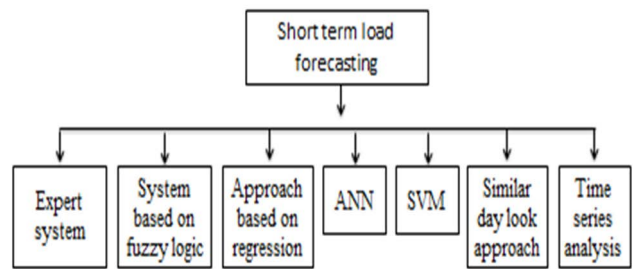 Short term load
forecasting
Expert
system
System
based on
fuzzy logic
Approach
based on
regression
ANN
SVM
Similar
day look
approach
Time
series
analysis